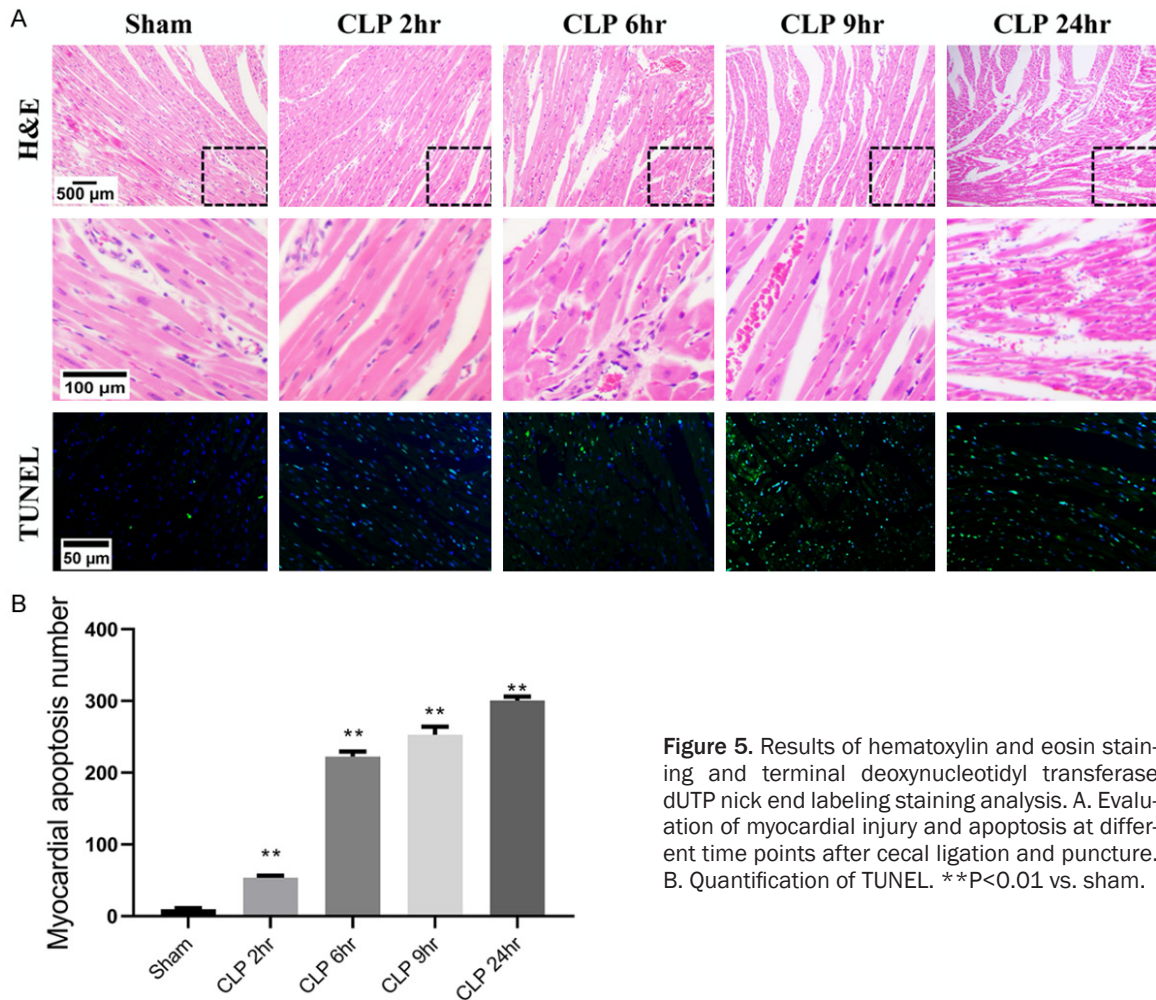 A
Sham
CLP 2hr
CLP 6hr
CLP 9hr
CLP 24hr
H&E
500 μm
100 μm
TUNEL
50 μm
B
Myocardial apoptosis number
400
300
200
100
0
**
**
**
**
Sham
CLP 2hr
CLP 6hr
CLP 9hr
CLP 24hr
Figure 5. Results of hematoxylin and eosin stain-
ing and terminal deoxynucleotidyl transferase
dUTP nick end labeling staining analysis. A. Evalu-
ation of myocardial injury and apoptosis at differ-
ent time points after cecal ligation and puncture.
B. Quantification of TUNEL. **P<0.01 vs. sham.